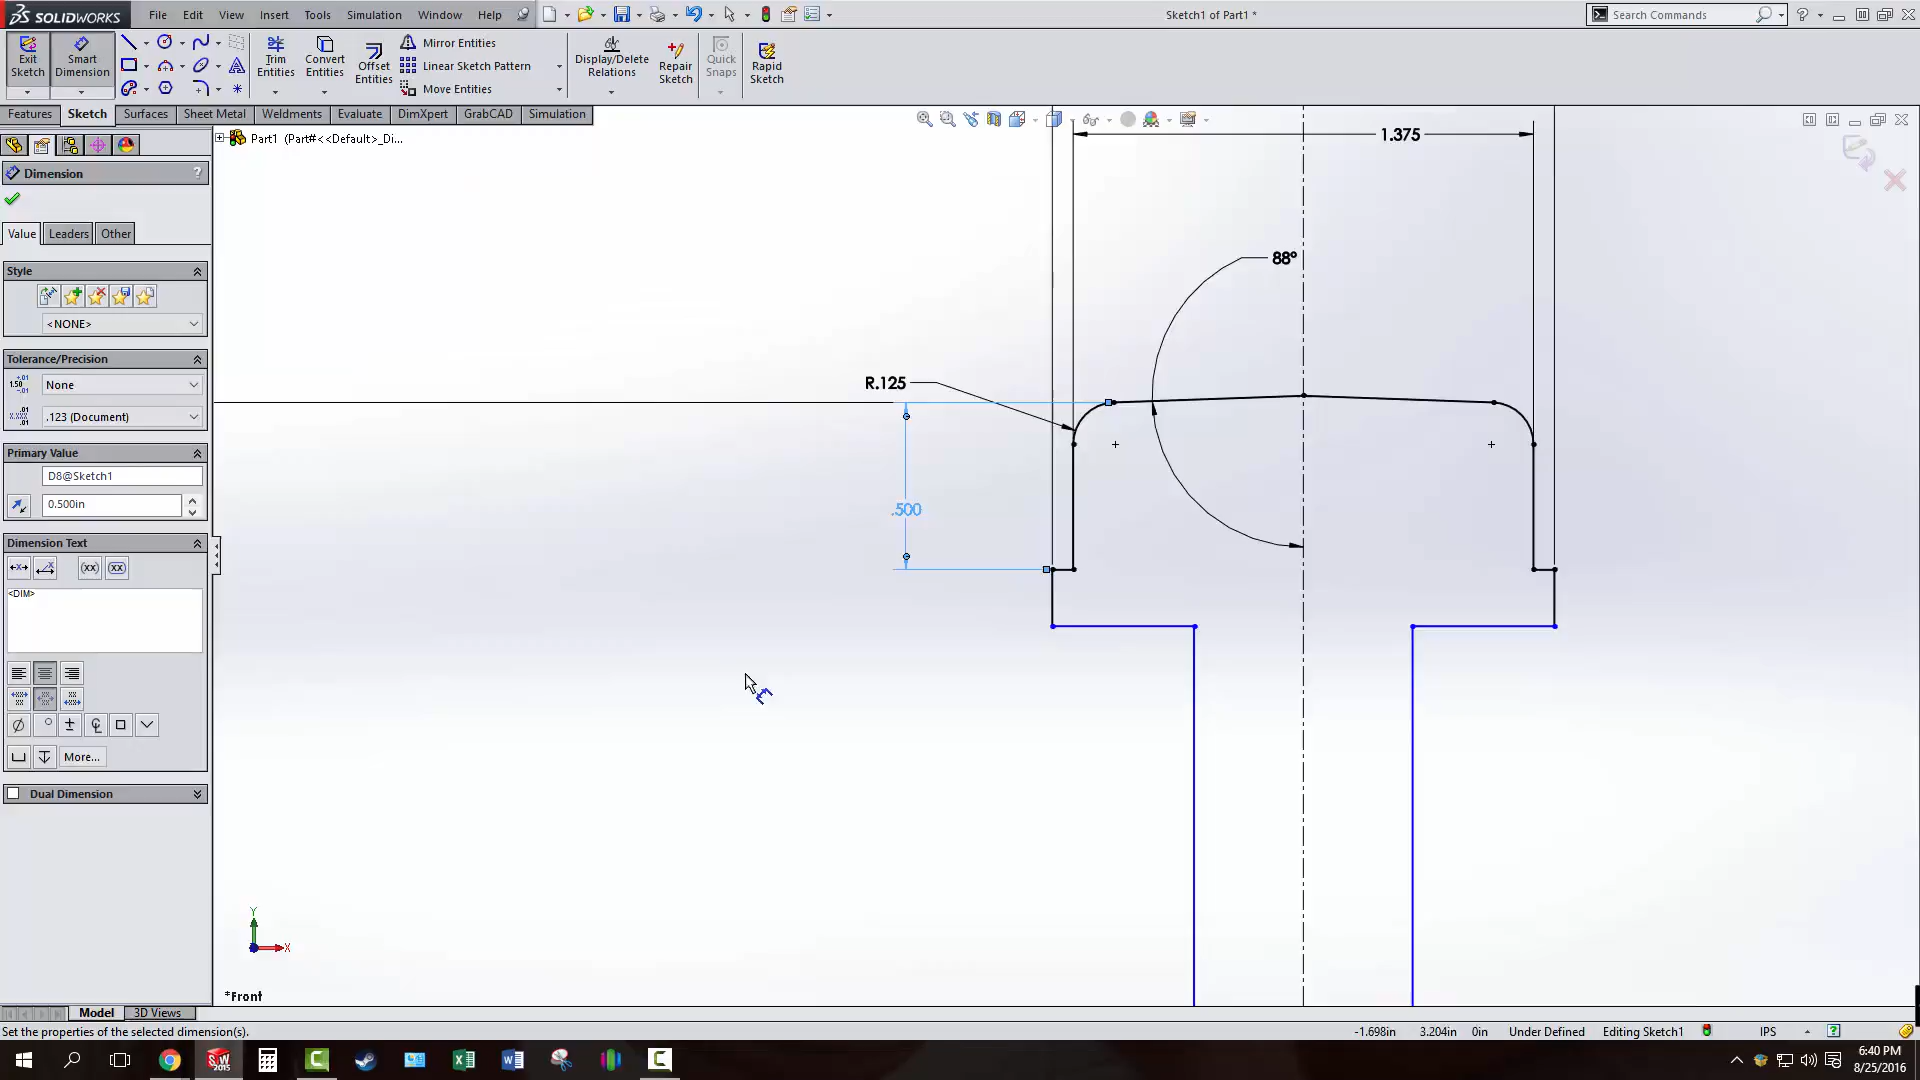 SOLIDWORKS File Edit View Insert Tools Simulation Window Help Sketch1 of Part1 * Search Commands
Exit Sketch Smart Dimension Trim Entities Convert Entities Offset Entities Mirror Entities Linear Sketch Pattern Move Entities Display/Delete Relations Repair Sketch Quick Snaps Rapid Sketch
Features Sketch Surfaces Sheet Metal Weldments Evaluate DimXpert GrabCAD Simulation
Part1 (Part#<<Default>_Di...
1.375
Dimension
Value Leaders Other
88°
Style
<NONE>
Tolerance/Precision
None
R.125
.123 (Document)
Primary Value
D8@Sketch1
0.500in
.500
Dimension Text
(xx) (xx)
<DIM>
More...
Dual Dimension
Y
X
*Front
Model 3D Views
Set the properties of the selected dimension(s). -1.698in 3.204in 0in Under Defined Editing Sketch1 IPS
6:40 PM
8/25/2016